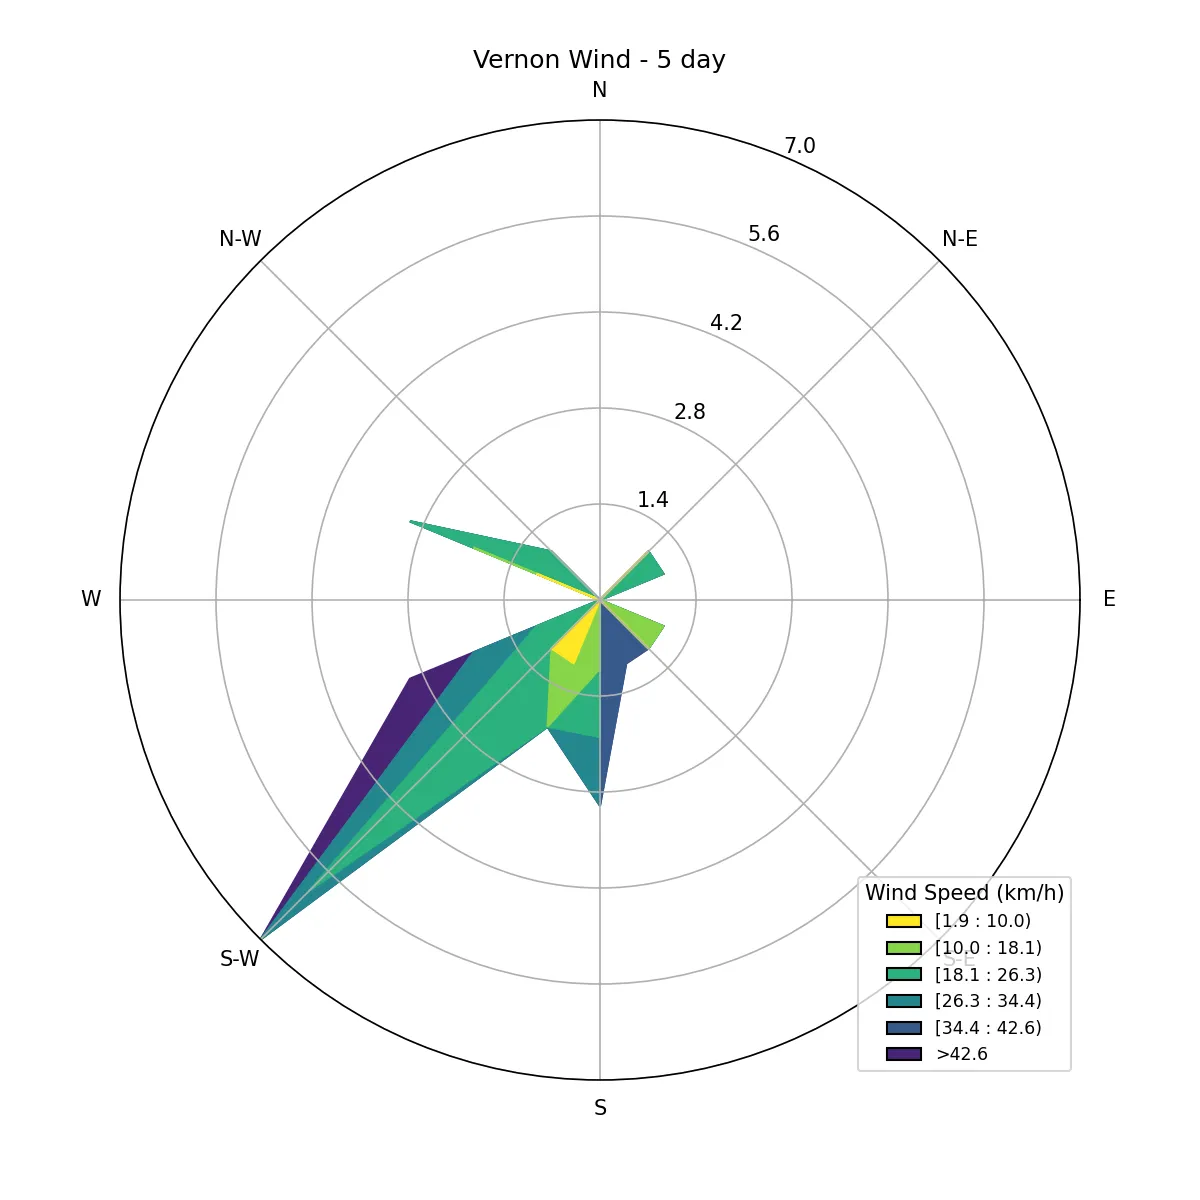 Vernon Wind - 5 day
N
7.0
5.6
N-W
N-E
4.2
2.8
1.4
W
E
S-W
S-E
S
Wind Speed (km/h)
[1.9 : 10.0)
[10.0 : 18.1)
[18.1 : 26.3)
[26.3 : 34.4)
[34.4 : 42.6)
>42.6